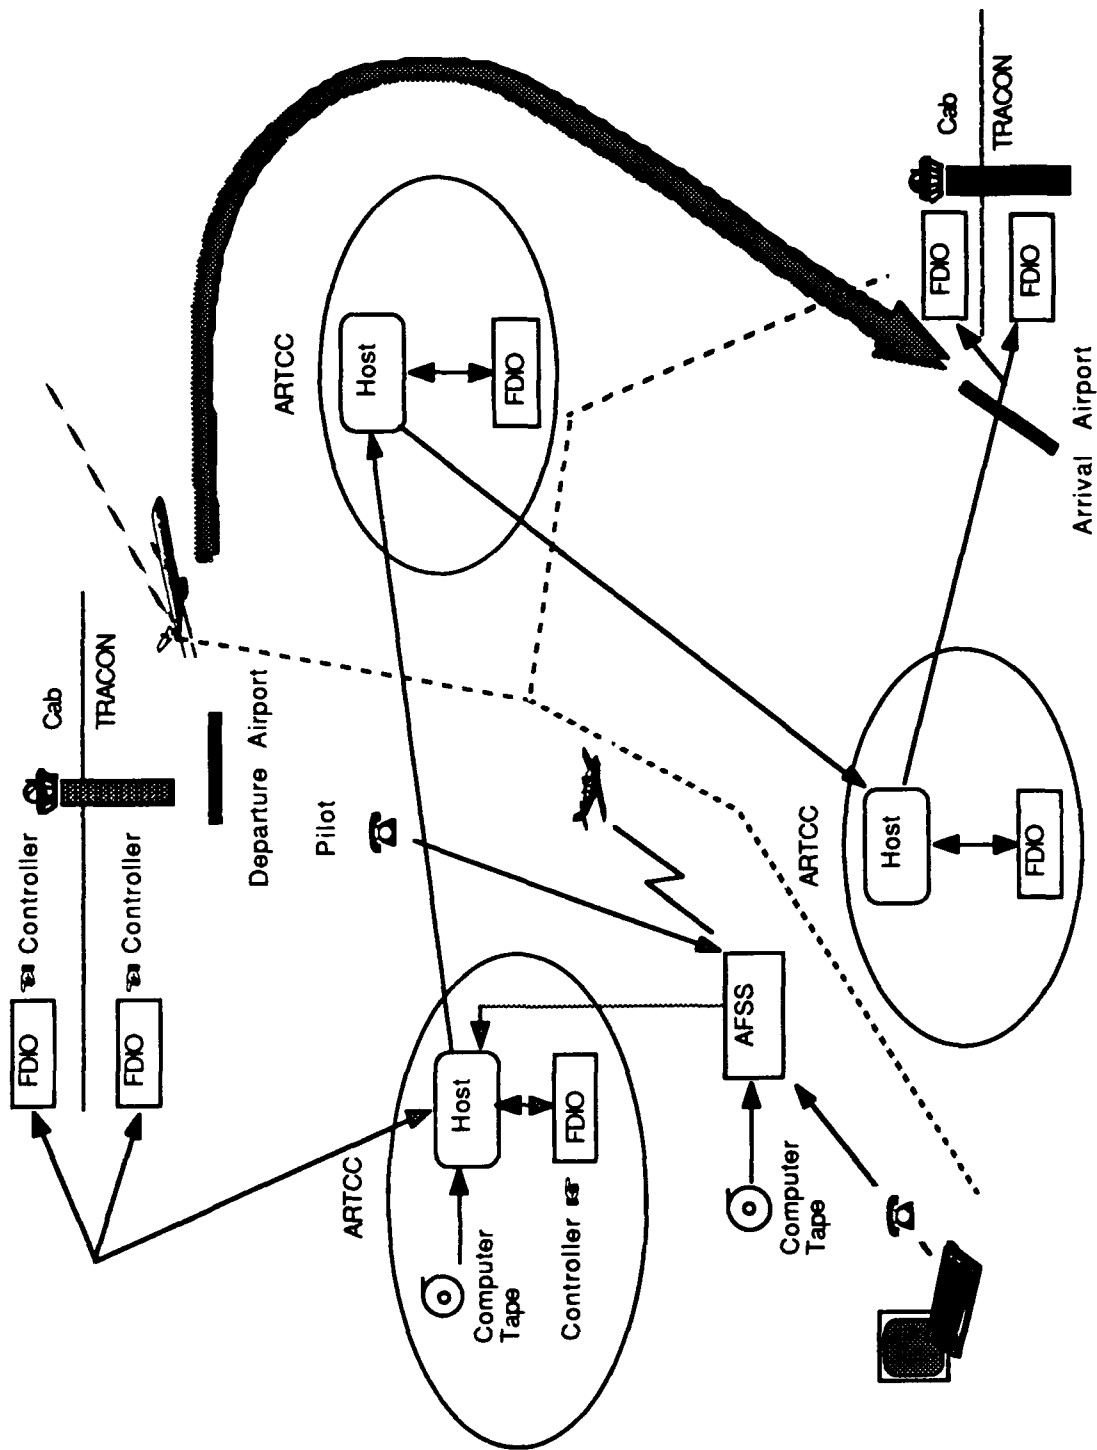 FDIO
Controller
Cab
TRACON
FDIO
Controller
Departure Airport
ARTCC
Pilot
ARTCC
Host
Host
Computer
Tape
FDIO
Controller
FDIO
AFSS
Computer
Tape
ARTCC
Host
FDIO
Cab
TRACON
FDIO
FDIO
Arrival Airport